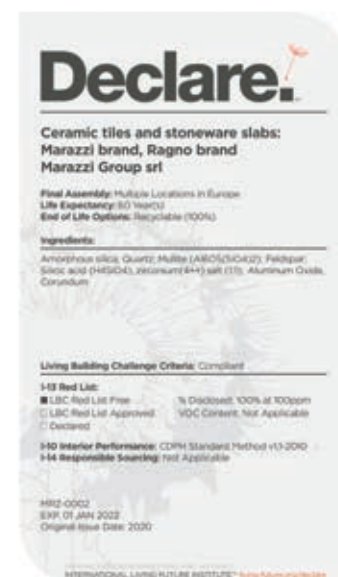 Declare.
Ceramic tiles and stoneware slabs:
Marazzi brand, Ragno brand
Marazzi Group srl
Final Assembly: Multiple Locations in Europe
Life Expectancy: 60 Year(s)
End of Life Options: Recyclable (100%)
Ingredients:
Amorphous silica; Quartz; Mullite (Al6O5(SiO4)2); Feldspar;
Silicic acid (H4SiO4), zirconium(4++) salt (1:1); Aluminum Oxide,
Corundum
Living Building Challenge Criteria: Compliant
I-13 Red List:
■ LBC Red List Free % Disclosed: 100% at 100ppm
□ LBC Red List Approved VOC Content: Not Applicable
□ Declared
I-10 Interior Performance: CDPH Standard Method v1.1-2010
I-14 Responsible Sourcing: Not Applicable
MRZ-0002
EXP. 01 JAN 2022
Original Issue Date: 2020
INTERNATIONAL LIVING FUTURE INSTITUTE™ living-future.org/declare